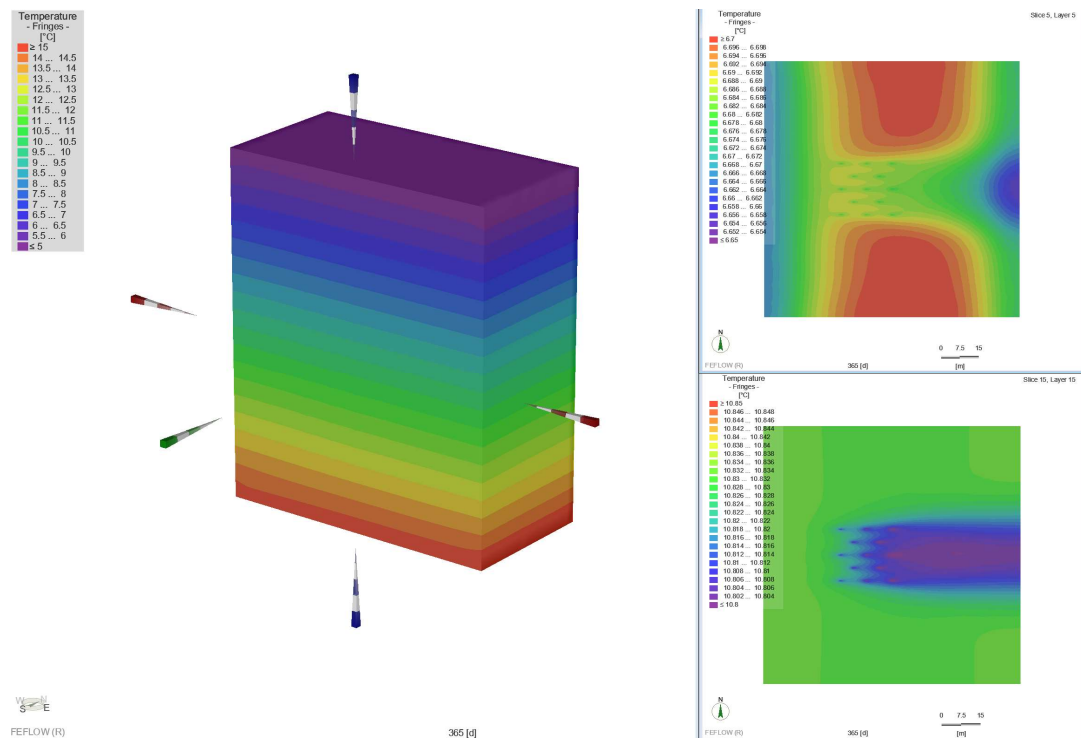 Temperature
- Fringes -
[°C]
≥ 15
14 ... 14.5
13.5 ... 14
13 ... 13.5
12.5 ... 13
12 ... 12.5
11.5 ... 12
11 ... 11.5
10.5 ... 11
10 ... 10.5
9.5 ... 10
9 ... 9.5
8.5 ... 9
8 ... 8.5
7.5 ... 8
7 ... 7.5
6.5 ... 7
6 ... 6.5
5.5 ... 6
≤ 5
W N
S E
FEFLOW (R)
365 [d]
Temperature
- Fringes -
[°C]
Slice 5, Layer 5
≥ 6.7
6.696 ... 6.698
6.694 ... 6.696
6.692 ... 6.694
6.69 ... 6.692
6.688 ... 6.69
6.686 ... 6.688
6.684 ... 6.686
6.682 ... 6.684
6.68 ... 6.682
6.678 ... 6.68
6.676 ... 6.678
6.674 ... 6.676
6.672 ... 6.674
6.67 ... 6.672
6.668 ... 6.67
6.666 ... 6.668
6.664 ... 6.666
6.662 ... 6.664
6.66 ... 6.662
6.658 ... 6.66
6.656 ... 6.658
6.654 ... 6.656
6.652 ... 6.654
≤ 6.65
N
0 7.5 15
[m]
FEFLOW (R)
365 [d]
Temperature
- Fringes -
[°C]
Slice 15, Layer 15
≥ 10.85
10.846 ... 10.848
10.844 ... 10.846
10.842 ... 10.844
10.84 ... 10.842
10.838 ... 10.84
10.836 ... 10.838
10.834 ... 10.836
10.832 ... 10.834
10.83 ... 10.832
10.828 ... 10.83
10.826 ... 10.828
10.824 ... 10.826
10.822 ... 10.824
10.82 ... 10.822
10.818 ... 10.82
10.816 ... 10.818
10.814 ... 10.816
10.812 ... 10.814
10.81 ... 10.812
10.808 ... 10.81
10.806 ... 10.808
10.804 ... 10.806
10.802 ... 10.804
≤ 10.8
N
0 7.5 15
[m]
FEFLOW (R)
365 [d]